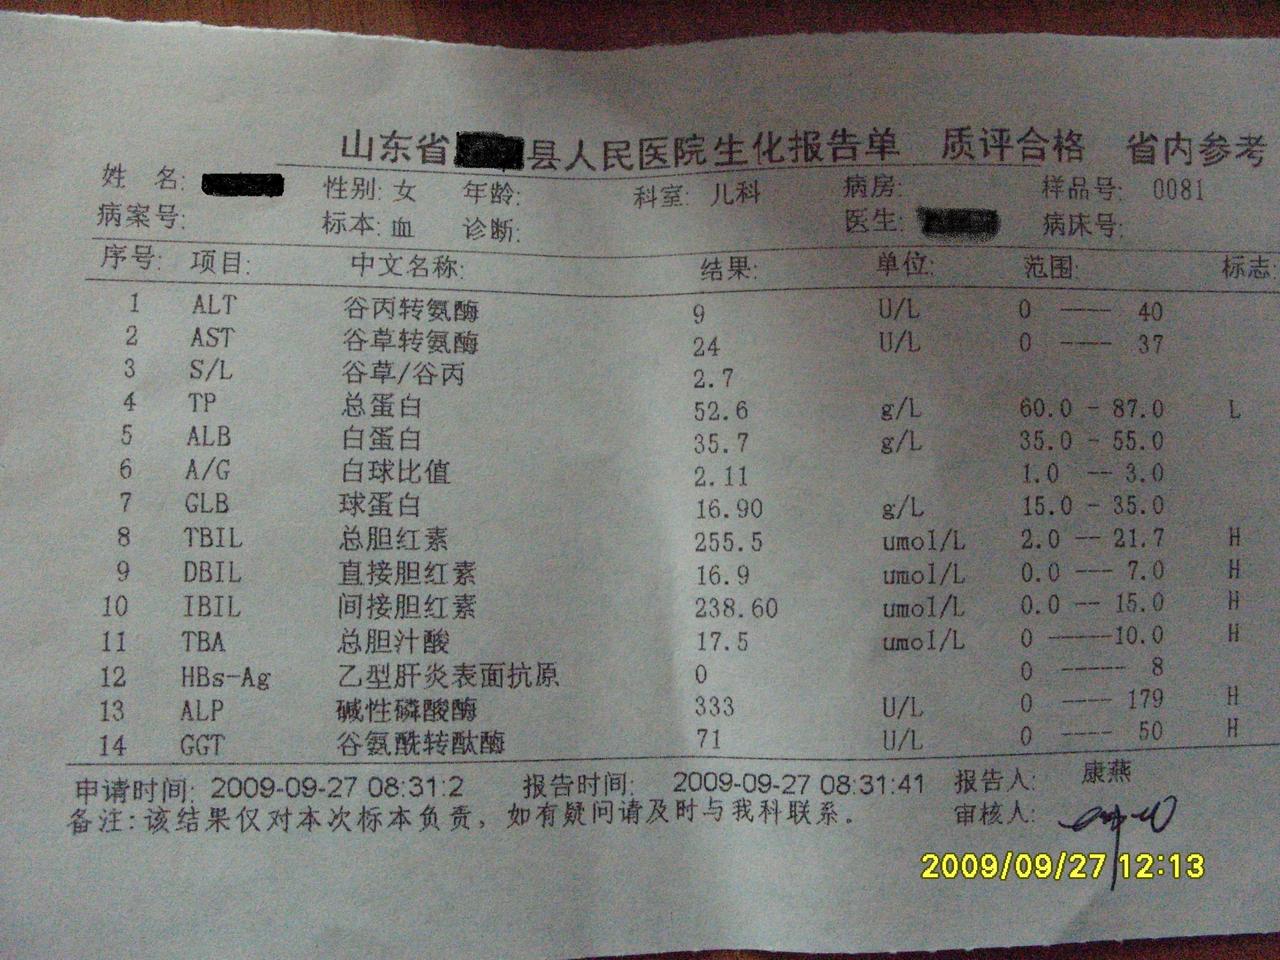 山东省县人民医院生化报告单 质评合格 省内参考
姓 名: 性别: 女 年龄: 科室: 儿科 病房: 样品号: 0081
病案号: 标本: 血 诊断: 医生: 病床号:
序号: 项目: 中文名称: 结果: 单位: 范围: 标志:
1 ALT 谷丙转氨酶 9 U/L 0 ---- 40
2 AST 谷草转氨酶 24 U/L 0 ---- 37
3 S/L 谷草/谷丙 2.7
4 TP 总蛋白 52.6 g/L 60.0 - 87.0 L
5 ALB 白蛋白 35.7 g/L 35.0 - 55.0
6 A/G 白球比值 2.11 1.0 -- 3.0
7 GLB 球蛋白 16.90 g/L 15.0 - 35.0
8 TBIL 总胆红素 255.5 umol/L 2.0 -- 21.7 H
9 DBIL 直接胆红素 16.9 umol/L 0.0 --- 7.0 H
10 IBIL 间接胆红素 238.60 umol/L 0.0 -- 15.0 H
11 TBA 总胆汁酸 17.5 umol/L 0 -----10.0 H
12 HBs-Ag 乙型肝炎表面抗原 0 0 ----- 8
13 ALP 碱性磷酸酶 333 U/L 0 ---- 179 H
14 GGT 谷氨酰转酞酶 71 U/L 0 ---- 50 H
申请时间: 2009-09-27 08:31:2 报告时间: 2009-09-27 08:31:41 报告人: 康燕
备注: 该结果仅对本次标本负责, 如有疑问请及时与我科联系。 审核人:
2009/09/27 12:13